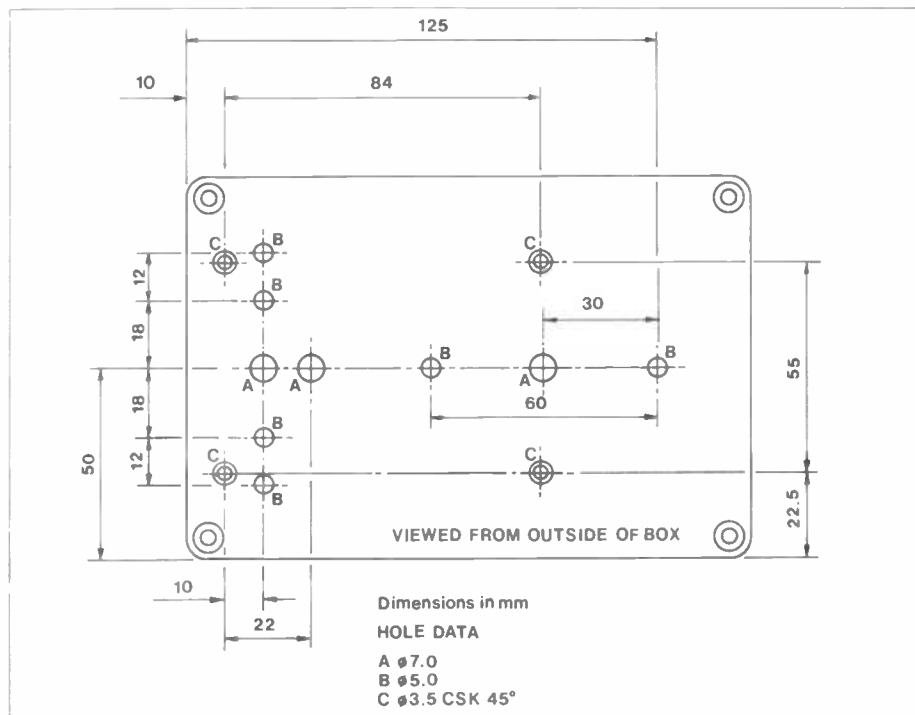 125
10
84
C
B
C
12
B
30
18
B
B
A
A
A
55
60
18
B
50
12
C
C
B
22.5
VIEWED FROM OUTSIDE OF BOX
10
Dimensions in mm
22
HOLE DATA
A ø7.0
B ø5.0
C ø3.5 CSK 45°